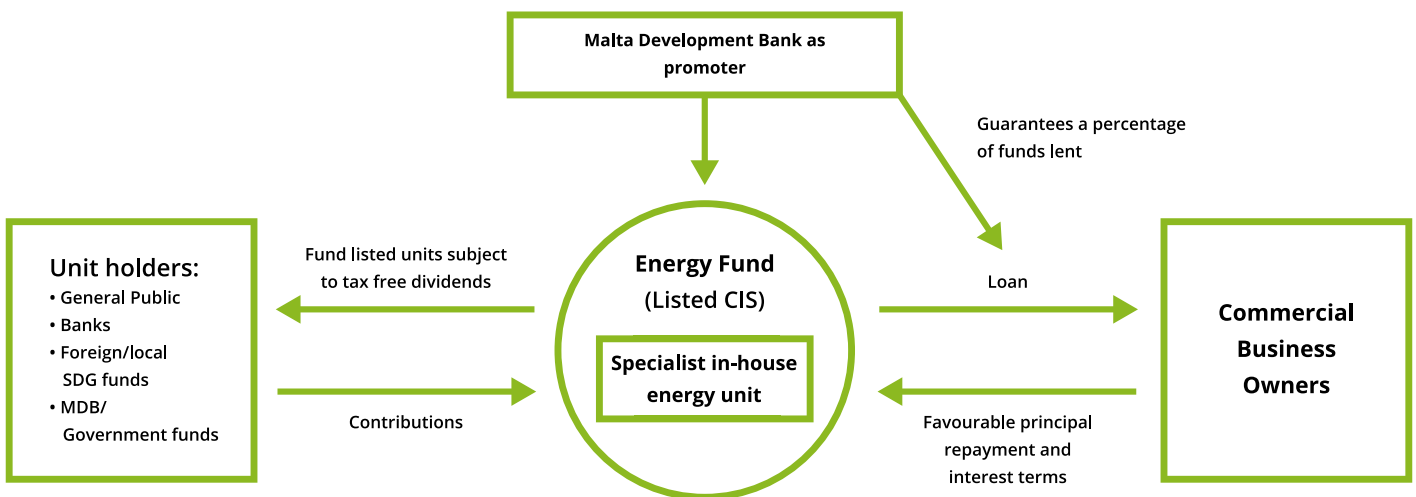 Malta Development Bank as
promoter
Guarantees a percentage
of funds lent
Unit holders:
• General Public
• Banks
• Foreign/local
SDG funds
• MDB/
Government funds
Fund listed units subject
to tax free dividends
Contributions
Energy Fund
(Listed CIS)
Specialist in-house
energy unit
Loan
Favourable principal
repayment and
interest terms
Commercial
Business
Owners